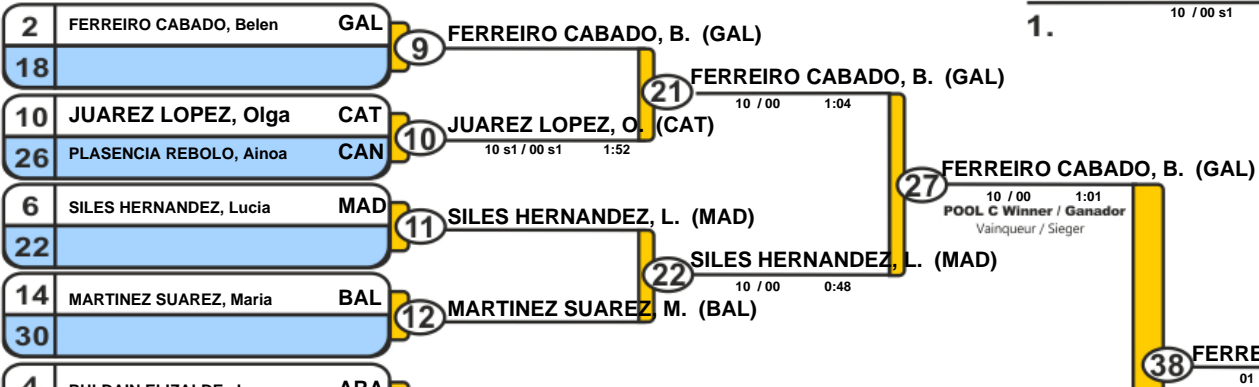 2 FERREIRO CABADO, Belen GAL
18
9
FERREIRO CABADO, B. (GAL)
10 JUAREZ LOPEZ, Olga CAT
26 PLASENCIA REBOLO, Ainoa CAN
10
JUAREZ LOPEZ, O. (CAT)
10 s1 / 00 s1 1:52
21
FERREIRO CABADO, B. (GAL)
10 / 00 1:04
6 SILES HERNANDEZ, Lucia MAD
22
11
SILES HERNANDEZ, L. (MAD)
14 MARTINEZ SUAREZ, Maria BAL
30
12
MARTINEZ SUAREZ, M. (BAL)
22
SILES HERNANDEZ, L. (MAD)
10 / 00 0:48
27
FERREIRO CABADO, B. (GAL)
10 / 00 1:01
POOL C Winner / Ganador
Vainqueur / Sieger
10 / 00 s1
1.
38
FERRE
01
4